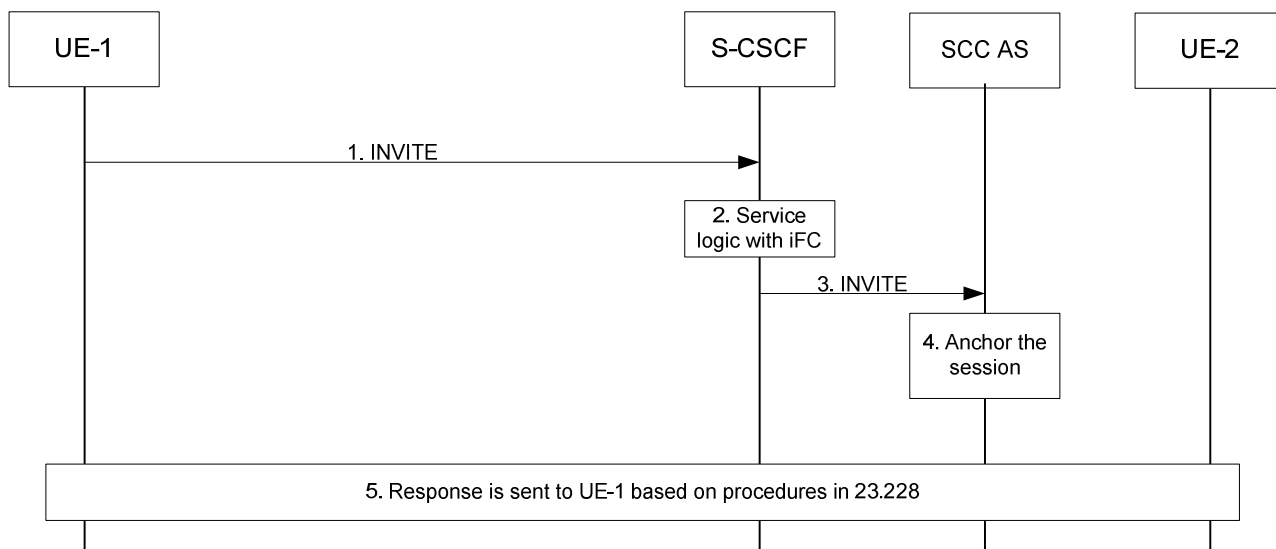 UE-1
S-CSCF
SCC AS
UE-2
1. INVITE
2. Service
logic with iFC
3. INVITE
4. Anchor the
session
5. Response is sent to UE-1 based on procedures in 23.228